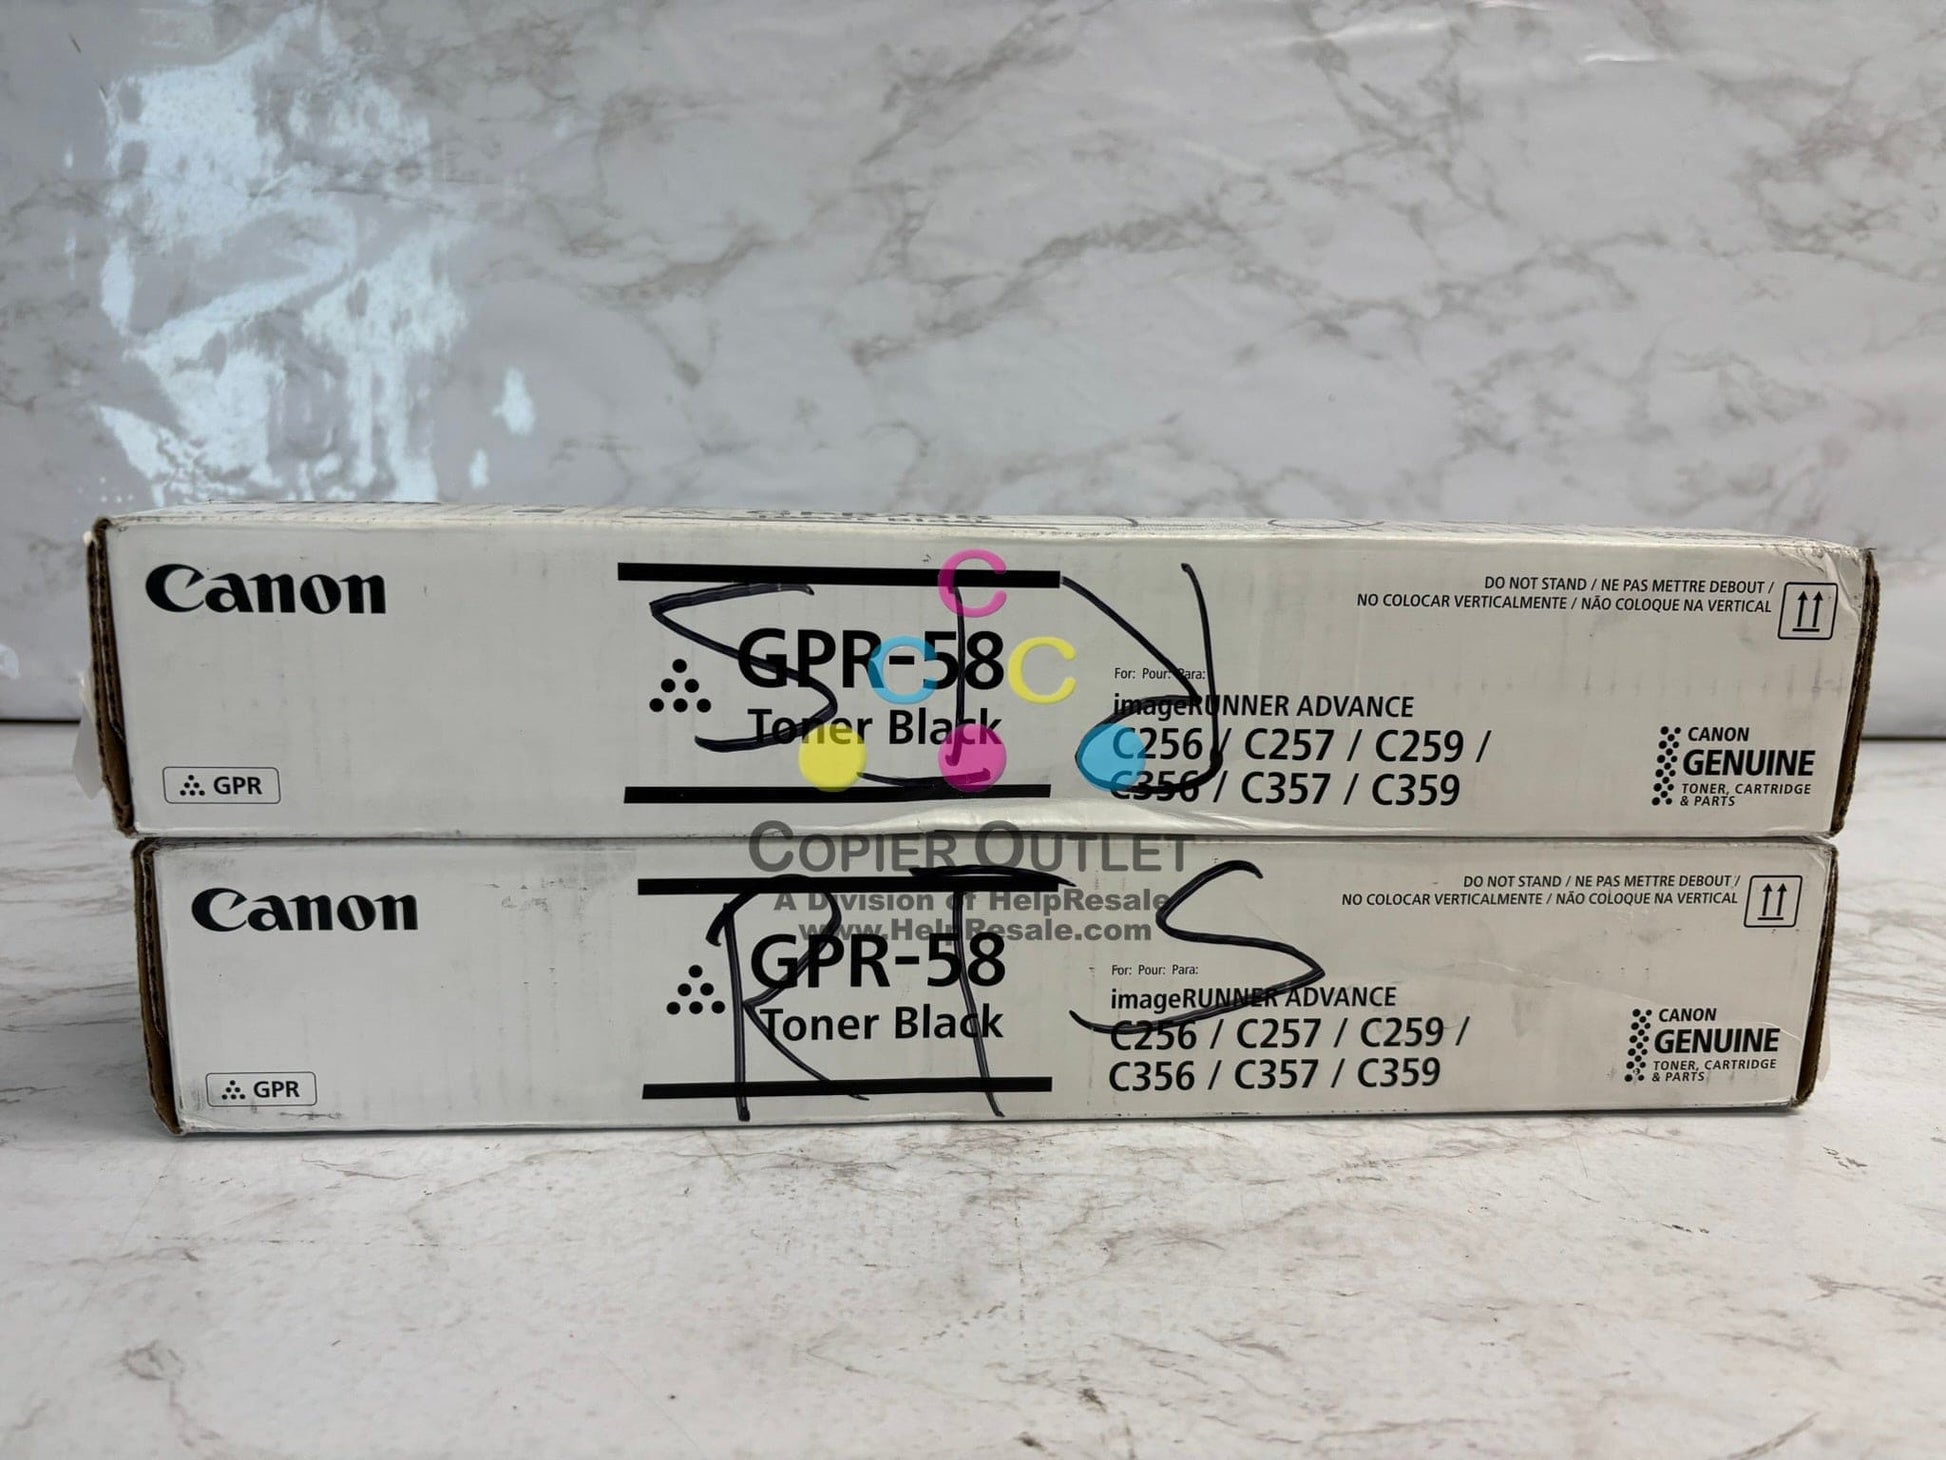 Canon
GPR-58
Toner Black
GPR
DO NOT STAND / NE PAS METTRE DEBOUT /
NO COLOCAR VERTICALMENTE / NÃO COLOQUE NA VERTICAL
For: Pour: Para:
imageRUNNER ADVANCE
C256 / C257 / C259 /
C356 / C357 / C359
CANON
GENUINE
TONER, CARTRIDGE
& PARTS
C
C C
COPIER OUTLET
A Division of HelpResale
www.HelpResale.com
Canon
GPR-58
Toner Black
GPR
RTS
DO NOT STAND / NE PAS METTRE DEBOUT /
NO COLOCAR VERTICALMENTE / NÃO COLOQUE NA VERTICAL
For: Pour: Para:
imageRUNNER ADVANCE
C256 / C257 / C259 /
C356 / C357 / C359
CANON
GENUINE
TONER, CARTRIDGE
& PARTS